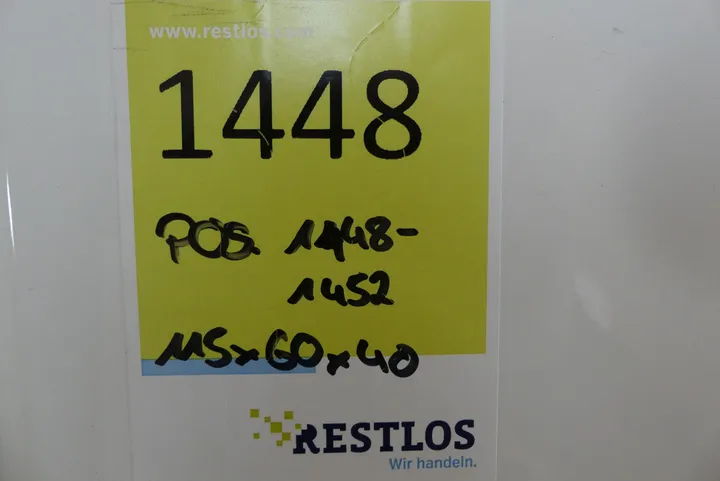 www.restlos.com
1448
POS. 1448-
1452
115x60x40
RESTLOS
Wir handeln.